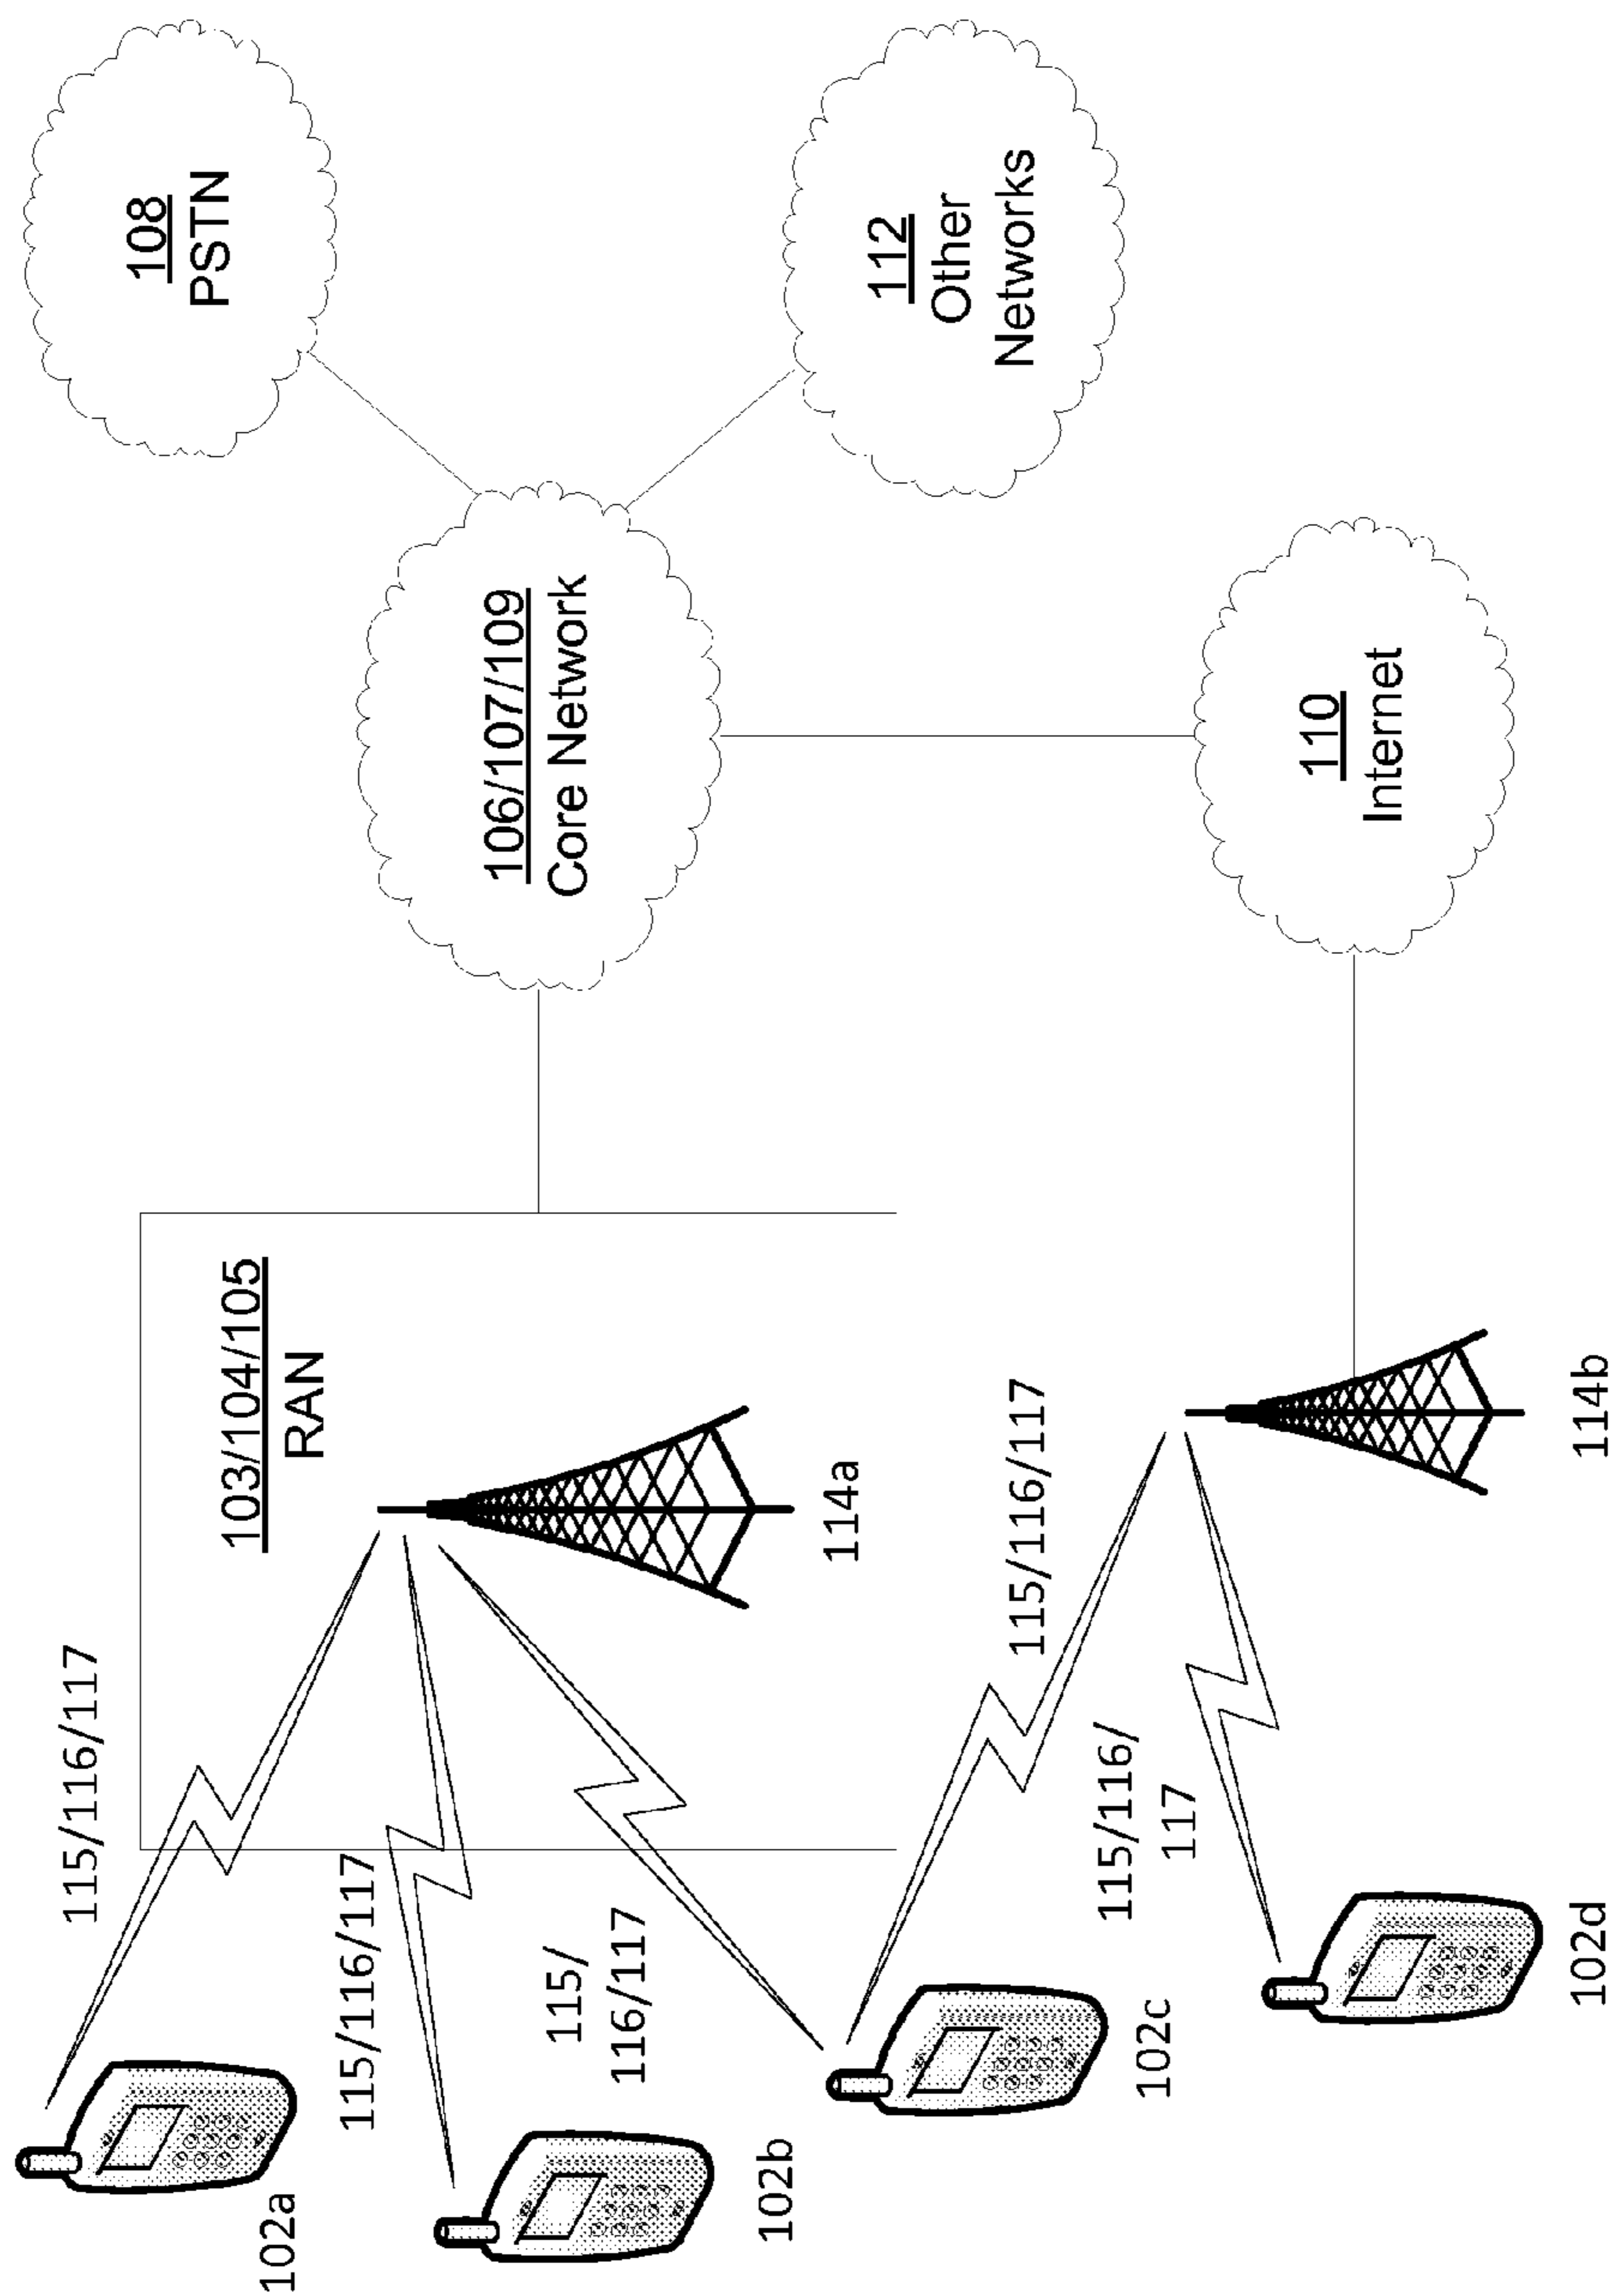 108
PSTN
106/107/109
Core Network
112
Other
Networks
110
Internet
103/104/105
RAN
114a
114b
115/116/117
115/116/117
115/
116/117
115/116/117
115/116/
117
102a
102b
102c
102d